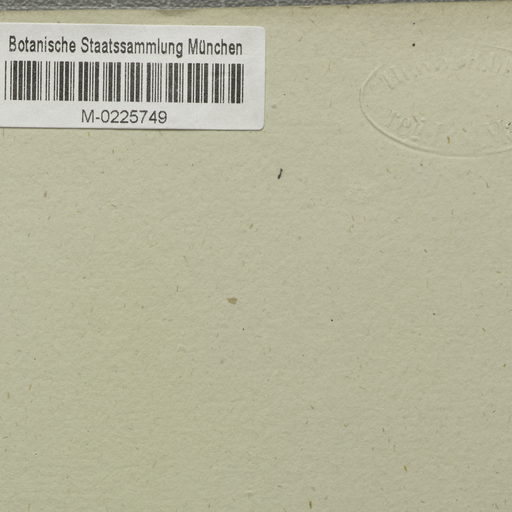 Botanische Staatssammlung München
M-0225749